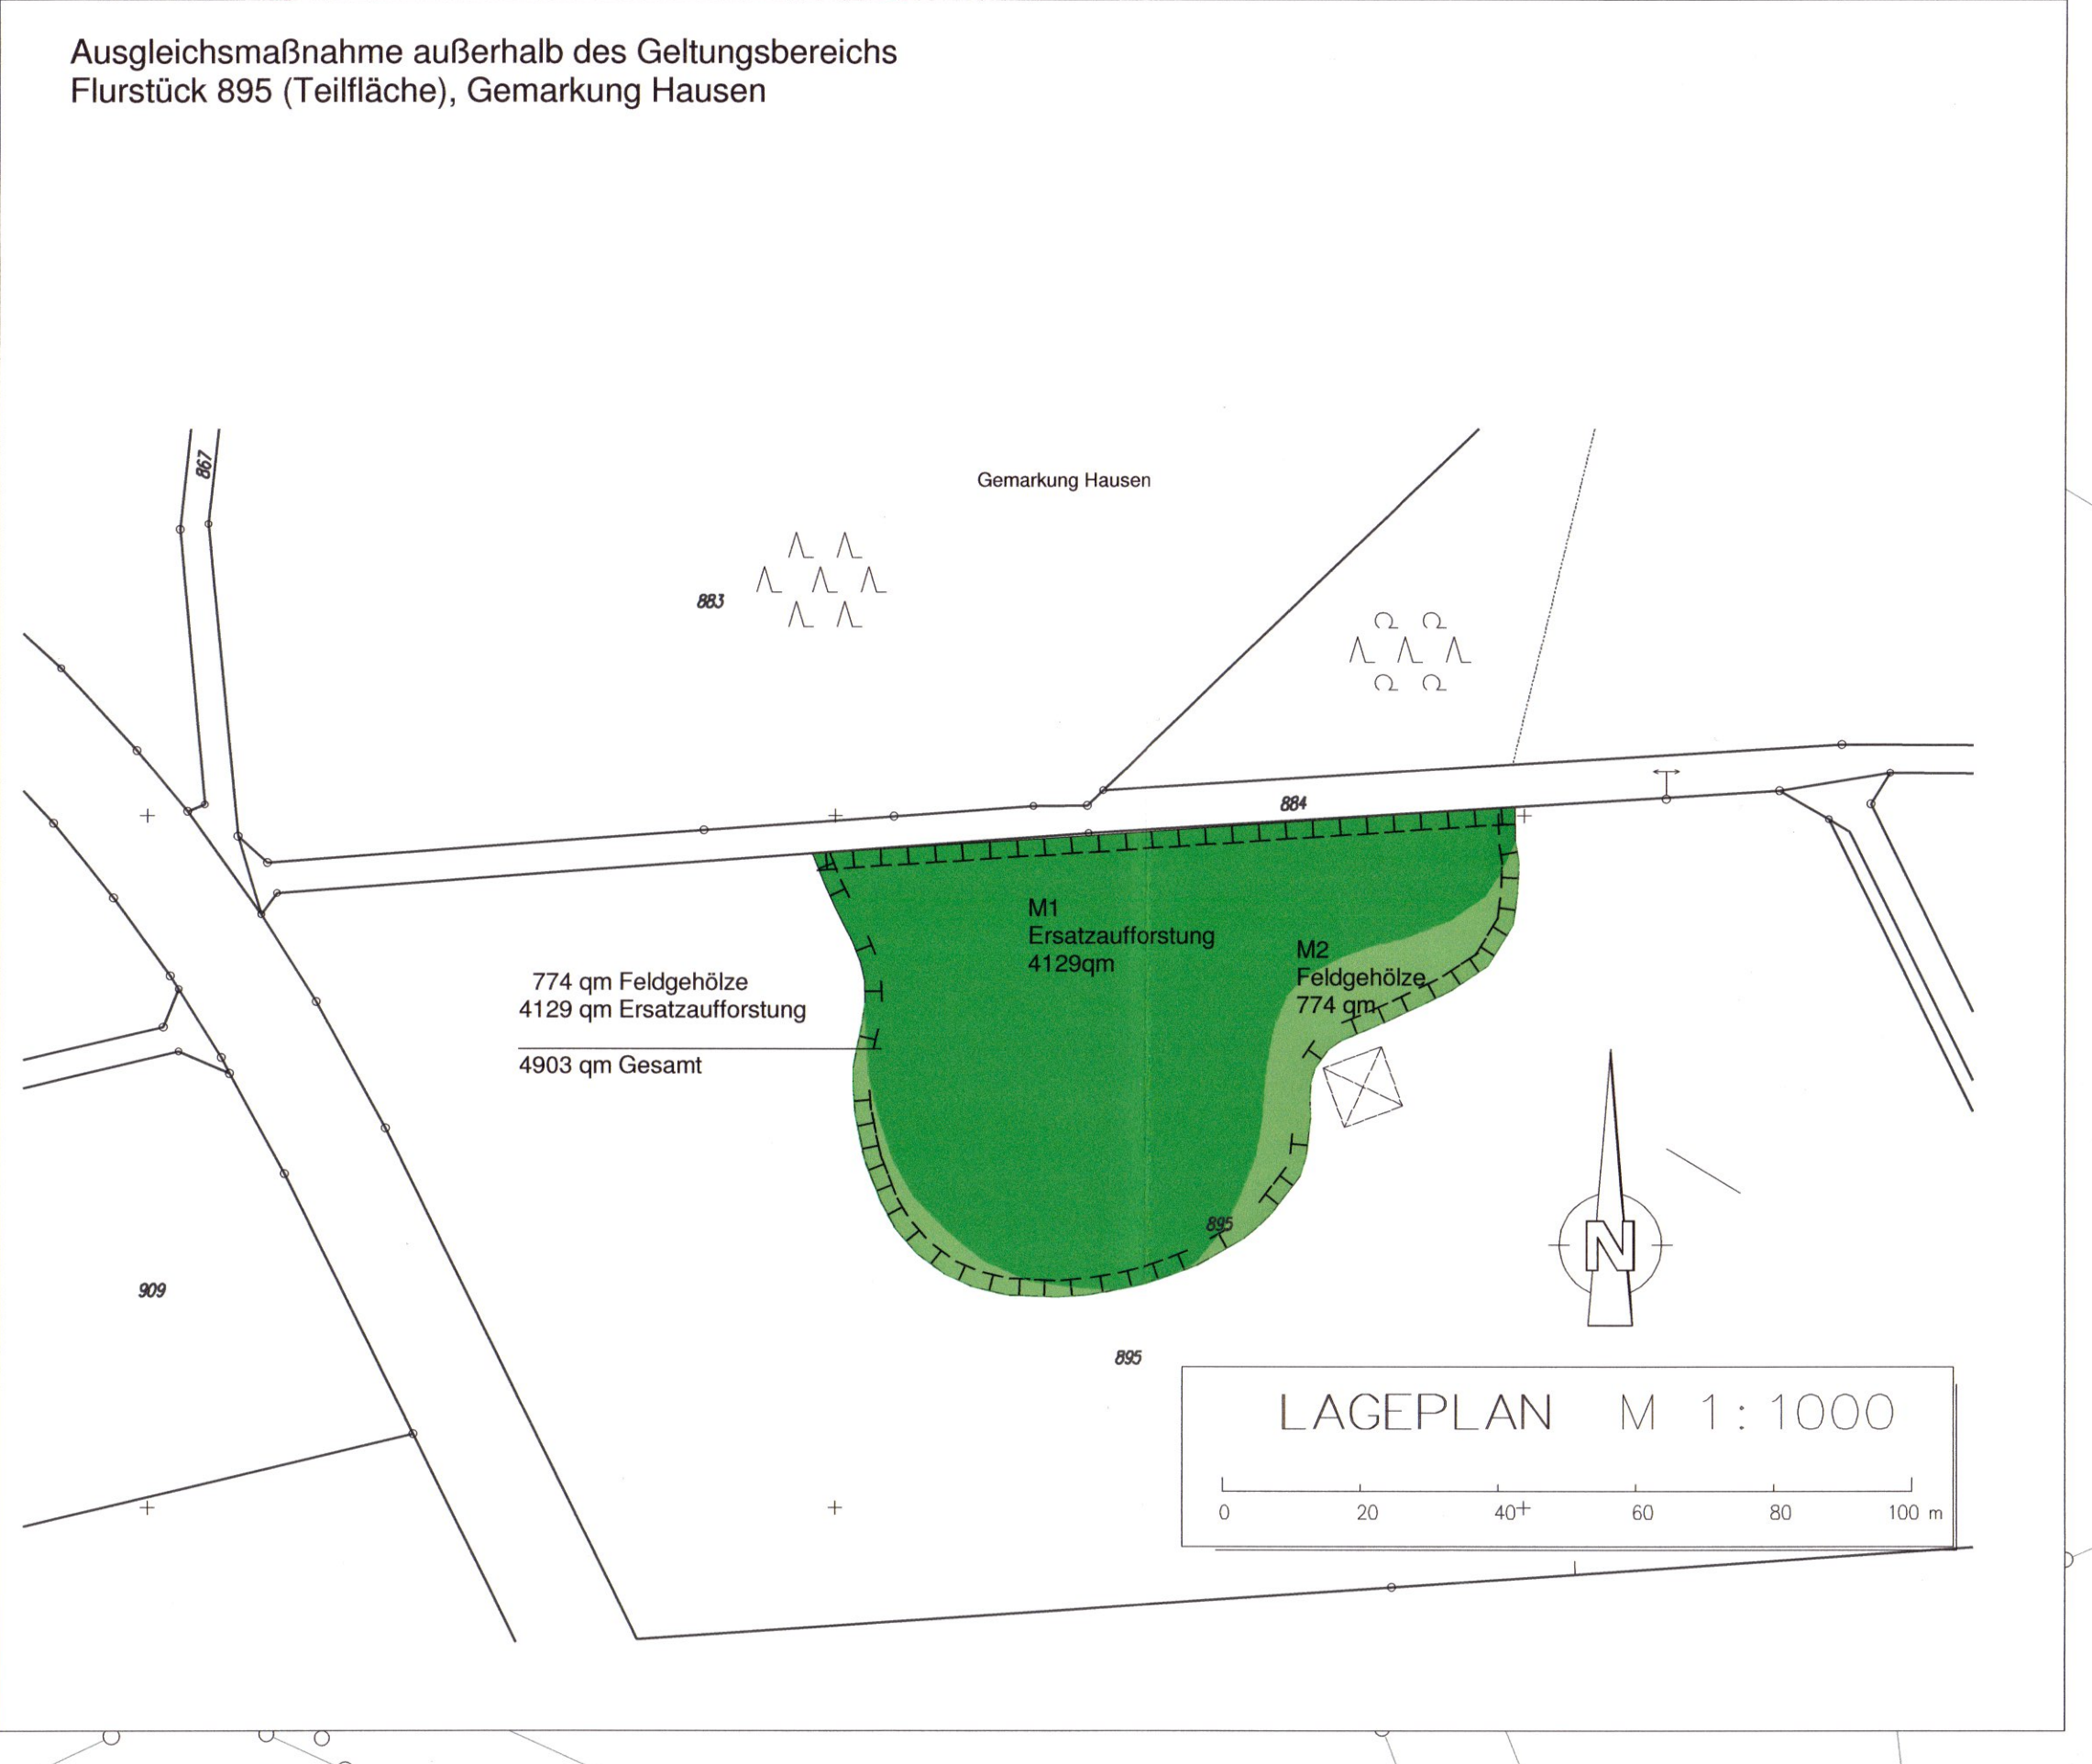 Ausgleichsmaßnahme außerhalb des Geltungsbereichs
Flurstück 895 (Teilfläche), Gemarkung Hausen
867
Gemarkung Hausen
883
884
M1
Ersatzaufforstung
4129qm
M2
Feldgehölze
774 qm
774 qm Feldgehölze
4129 qm Ersatzaufforstung
4903 qm Gesamt
895
N
909
895
LAGEPLAN M 1:1000
0 20 40 60 80 100 m